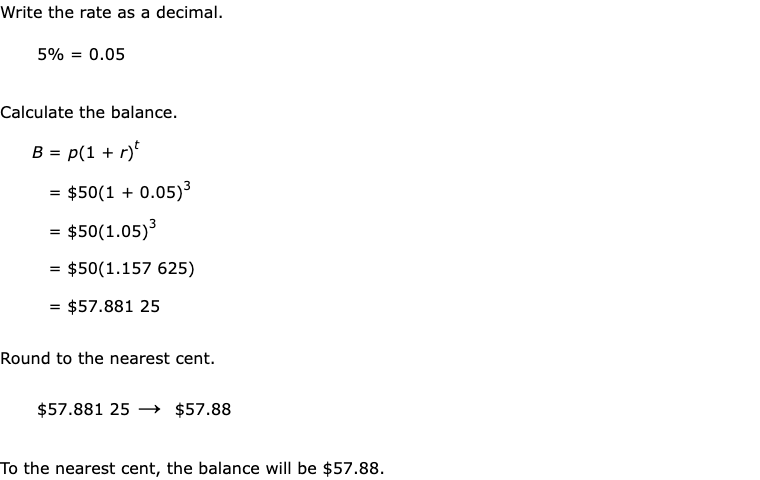 Write the rate as a decimal.
5% = 0.05
Calculate the balance.
B = p(1 + r)^t
= $50(1 + 0.05)^3
= $50(1.05)^3
= $50(1.157 625)
= $57.881 25
Round to the nearest cent.
$57.881 25 → $57.88
To the nearest cent, the balance will be $57.88.